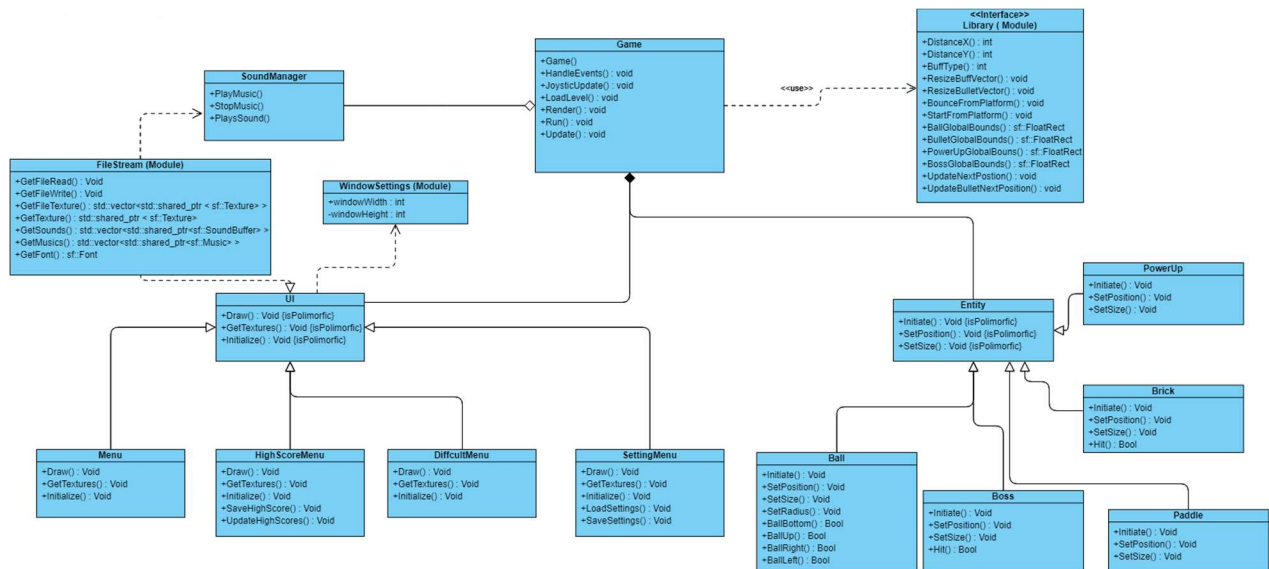 Game
+Game()
+HandleEvents() : void
+JoysticUpdate() : void
+LoadLevel() : void
+Render() : void
+Run() : void
+Update() : void
<<use>>
<<Interface>>
Library ( Module)
+DistanceX() : int
+DistanceY() : int
+BuffType() : int
+ResizeBuffVector() : void
+ResizeBulletVector() : void
+BounceFromPlatform() : void
+StartFromPlatform() : void
+BallGlobalBounds() : sf::FloatRect
+BulletGlobalBounds() : sf::FloatRect
+PowerUpGlobalBouns() : sf::FloatRect
+BossGlobalBounds() : sf::FloatRect
+UpdateNextPostion() : void
+UpdateBulletNextPosition() : void
SoundManager
+PlayMusic()
+StopMusic()
+PlaysSound()
FileStream (Module)
+GetFileRead() : Void
+GetFileWrite() : Void
+GetFileTexture() : std::vector<std::shared_ptr < sf::Texture> >
+GetTexture() : std::shared_ptr < sf::Texture>
+GetSounds() : std::vector<std::shared_ptr<sf::SoundBuffer> >
+GetMusics() : std::vector<std::shared_ptr<sf::Music> >
+GetFont() : sf::Font
WindowSettings (Module)
+windowWidth : int
-windowHeight : int
UI
+Draw() : Void {isPolimorfic}
+GetTextures() : Void {isPolimorfic}
+Initialize() : Void {isPolimorfic}
Entity
+Initiate() : Void {isPolimorfic}
+SetPosition() : Void {isPolimorfic}
+SetSize() : Void {isPolimorfic}
PowerUp
+Initiate() : Void
+SetPosition() : Void
+SetSize() : Void
Brick
+Initiate() : Void
+SetPosition() : Void
+SetSize() : Void
+Hit() : Bool
Menu
+Draw() : Void
+GetTextures() : Void
+Initialize() : Void
HighScoreMenu
+Draw() : Void
+GetTextures() : Void
+Initialize() : Void
+SaveHighScore() : Void
+UpdateHighScores() : Void
DiffcultMenu
+Draw() : Void
+GetTextures() : Void
+Initialize() : Void
SettingMenu
+Draw() : Void
+GetTextures() : Void
+Initialize() : Void
+LoadSettings() : Void
+SaveSettings() : Void
Ball
+Initiate() : Void
+SetPosition() : Void
+SetSize() : Void
+SetRadius() : Void
+BallBottom() : Bool
+BallUp() : Bool
+BallRight() : Bool
+BallLeft() : Bool
Boss
+Initiate() : Void
+SetPosition() : Void
+SetSize() : Void
+Hit() : Bool
Paddle
+Initiate() : Void
+SetPosition() : Void
+SetSize() : Void